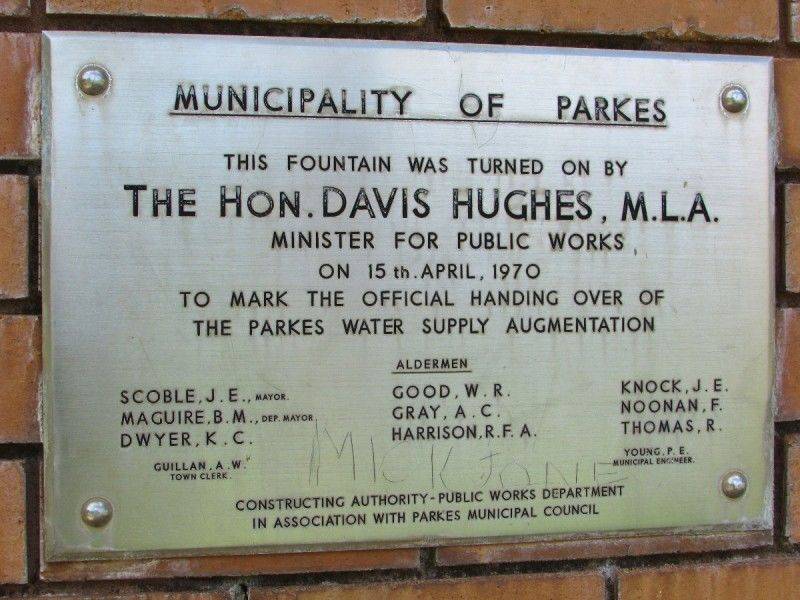 MUNICIPALITY OF PARKES
THIS FOUNTAIN WAS TURNED ON BY
THE HON. DAVIS HUGHES, M.L.A.
MINISTER FOR PUBLIC WORKS
ON 15th. APRIL, 1970
TO MARK THE OFFICIAL HANDING OVER OF
THE PARKES WATER SUPPLY AUGMENTATION
ALDERMEN
SCOBLE, J. E., MAYOR. GOOD, W. R. KNOCK, J. E.
MAGUIRE, B. M., DEP. MAYOR. GRAY, A. C. NOONAN, F.
DWYER, K. C. HARRISON, R. F. A. THOMAS, R.
GUILLAN, A. W. YOUNG, P. E.
TOWN CLERK. MUNICIPAL ENGINEER.
MICK JONE
CONSTRUCTING AUTHORITY - PUBLIC WORKS DEPARTMENT
IN ASSOCIATION WITH PARKES MUNICIPAL COUNCIL